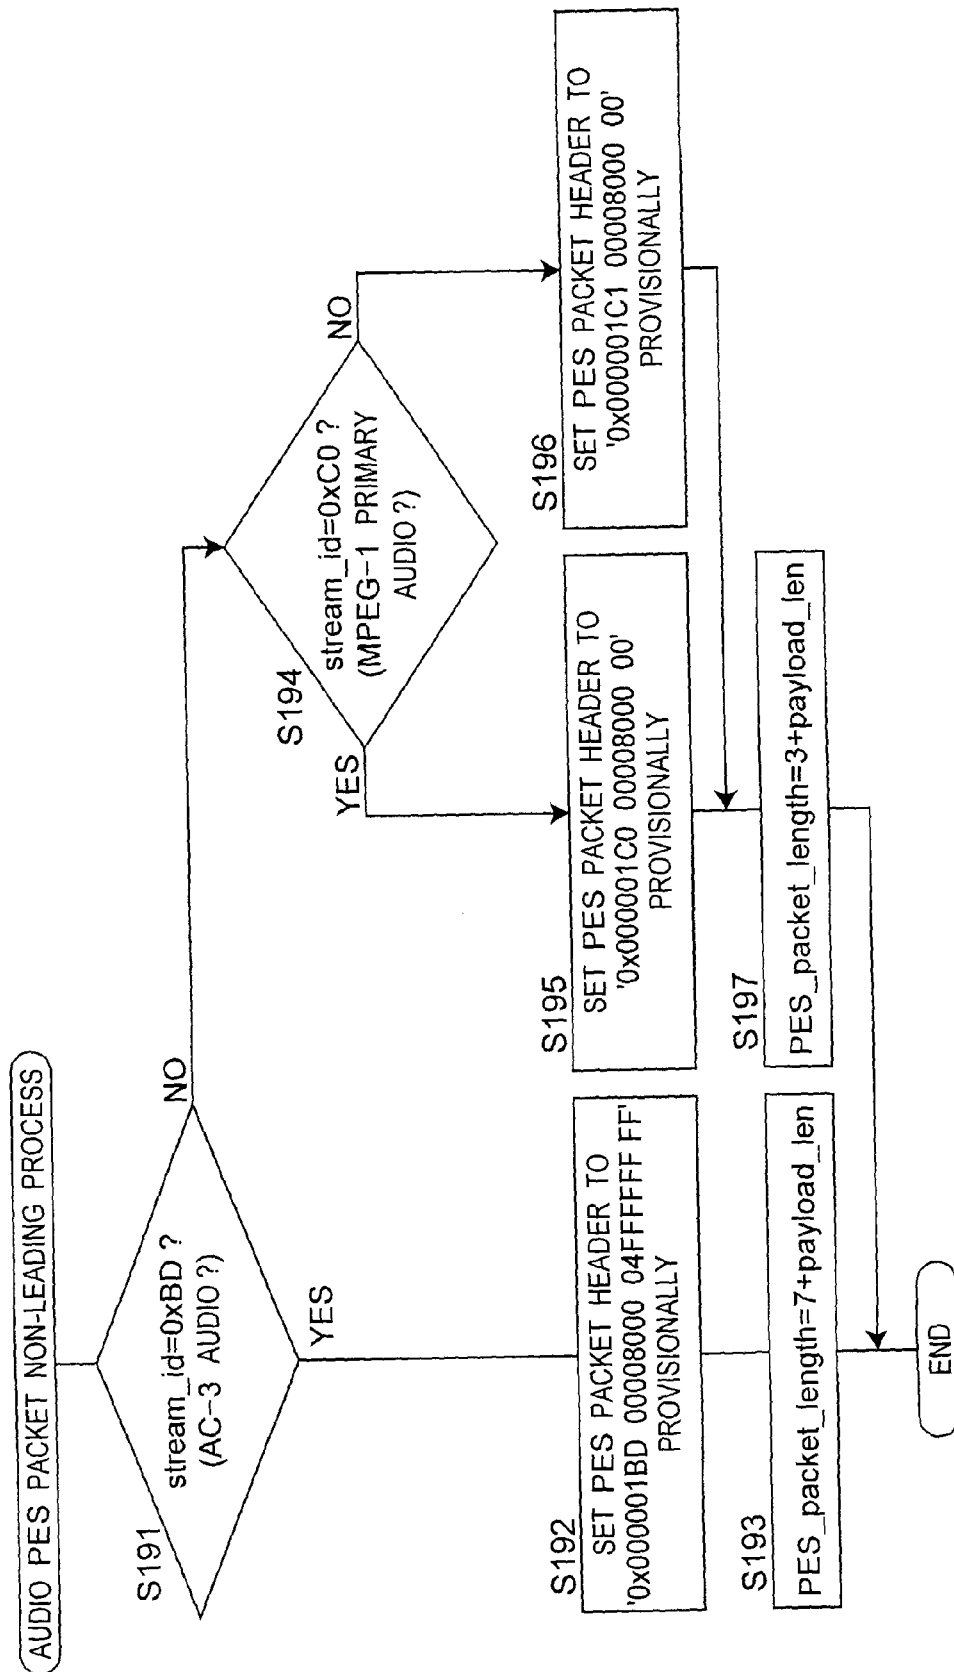 AUDIO PES PACKET NON-LEADING PROCESS
S191
stream_id=0xBD ?
(AC-3 AUDIO ?)
NO
YES
S194
stream_id=0xC0 ?
(MPEG-1 PRIMARY
AUDIO ?)
NO
YES
S192
SET PES PACKET HEADER TO
'0x000001BD 00008000 04FFFFFF FF'
PROVISIONALLY
S195
SET PES PACKET HEADER TO
'0x000001C0 00008000 00'
PROVISIONALLY
S196
SET PES PACKET HEADER TO
'0x000001C1 00008000 00'
PROVISIONALLY
S193
PES_packet_length=7+payload_len
S197
PES_packet_length=3+payload_len
END